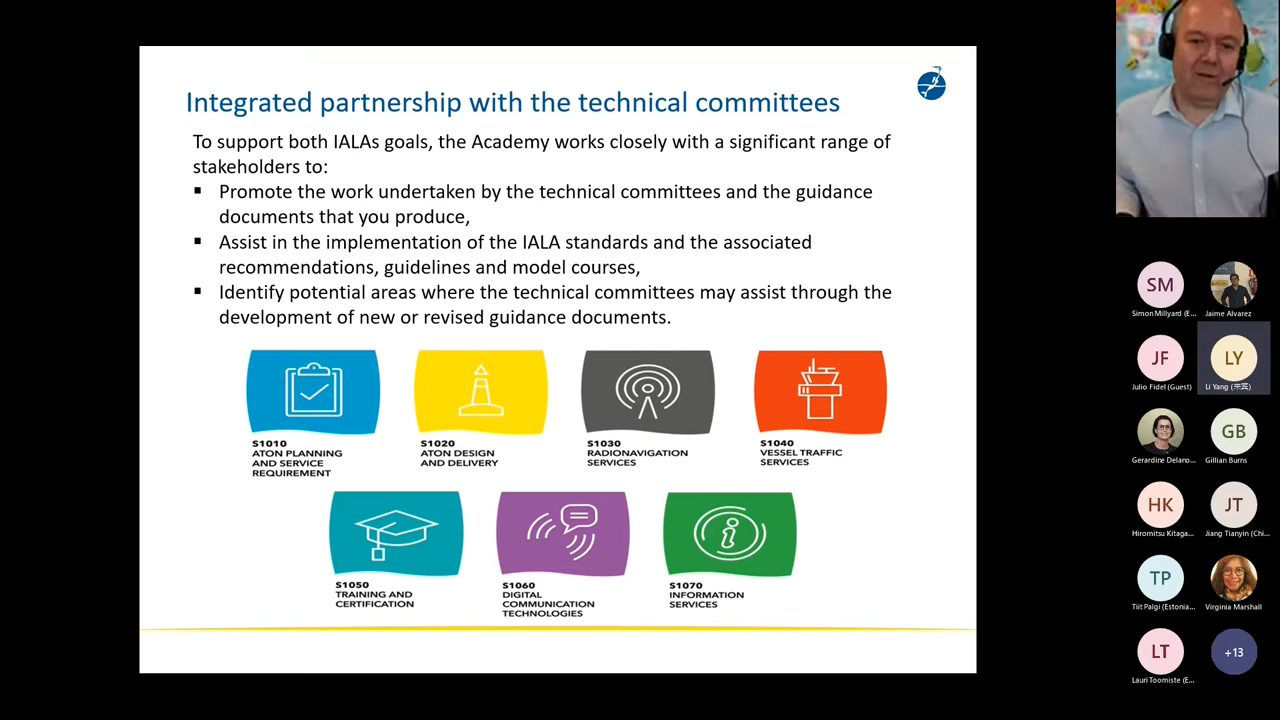 Integrated partnership with the technical committees
To support both IALAs goals, the Academy works closely with a significant range of
stakeholders to:
▪ Promote the work undertaken by the technical committees and the guidance
documents that you produce,
▪ Assist in the implementation of the IALA standards and the associated
recommendations, guidelines and model courses,
▪ Identify potential areas where the technical committees may assist through the
development of new or revised guidance documents.
S1010
ATON PLANNING
AND SERVICE
REQUIREMENT
S1020
ATON DESIGN
AND DELIVERY
S1030
RADIONAVIGATION
SERVICES
S1040
VESSEL TRAFFIC
SERVICES
S1050
TRAINING AND
CERTIFICATION
S1060
DIGITAL
COMMUNICATION
TECHNOLOGIES
S1070
INFORMATION
SERVICES
SM
Simon Millyard (E...
Jaime Alvarez
JF
Julio Fidel (Guest)
LY
Li Yang
Gerardine Delano...
GB
Gillian Burns
HK
Hiromitsu Kitaga...
JT
Jiang Tianyin (Chi...
TP
Tiit Palgi (Estonia...
Virginia Marshall
LT
Lauri Toomiste (E...
+13